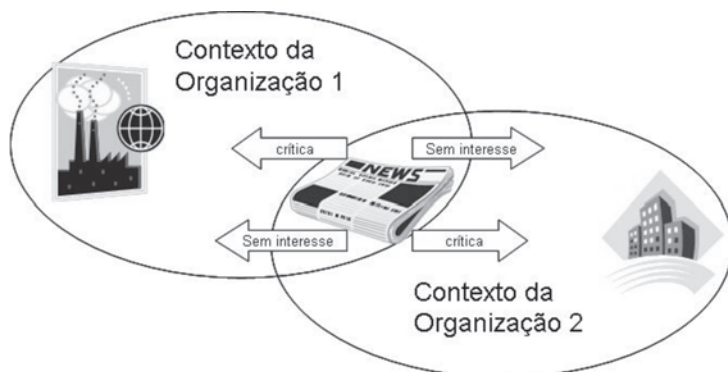 Contexto da
Organização 1
crítica
Sem interesse
NEWS
Sem interesse
crítica
Contexto da
Organização 2